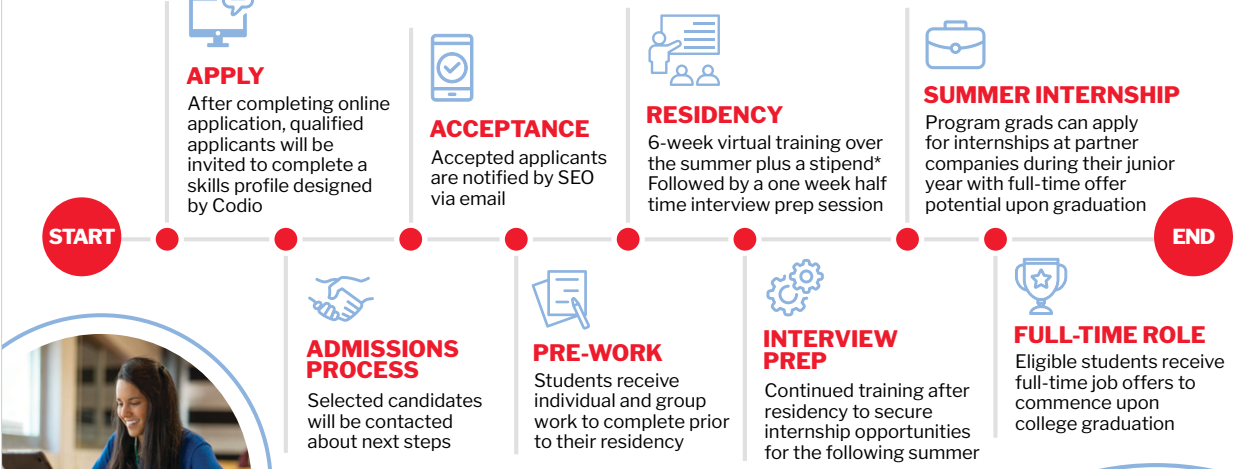 START
APPLY
After completing online
application, qualified
applicants will be
invited to complete a
skills profile designed
by Codio
ADMISSIONS
PROCESS
Selected candidates
will be contacted
about next steps
ACCEPTANCE
Accepted applicants
are notified by SEO
via email
PRE-WORK
Students receive
individual and group
work to complete prior
to their residency
RESIDENCY
6-week virtual training over
the summer plus a stipend*
Followed by a one week half
time interview prep session
INTERVIEW
PREP
Continued training after
residency to secure
internship opportunities
for the following summer
SUMMER INTERNSHIP
Program grads can apply
for internships at partner
companies during their junior
year with full-time offer
potential upon graduation
FULL-TIME ROLE
Eligible students receive
full-time job offers to
commence upon
college graduation
END